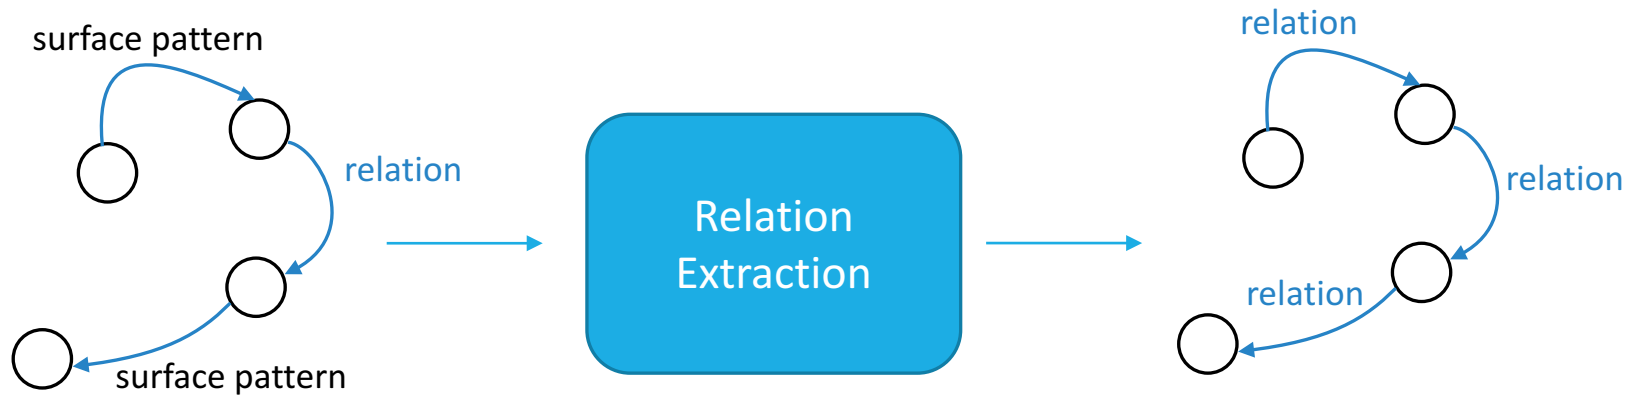 surface pattern
relation
surface pattern
Relation
Extraction
relation
relation
relation